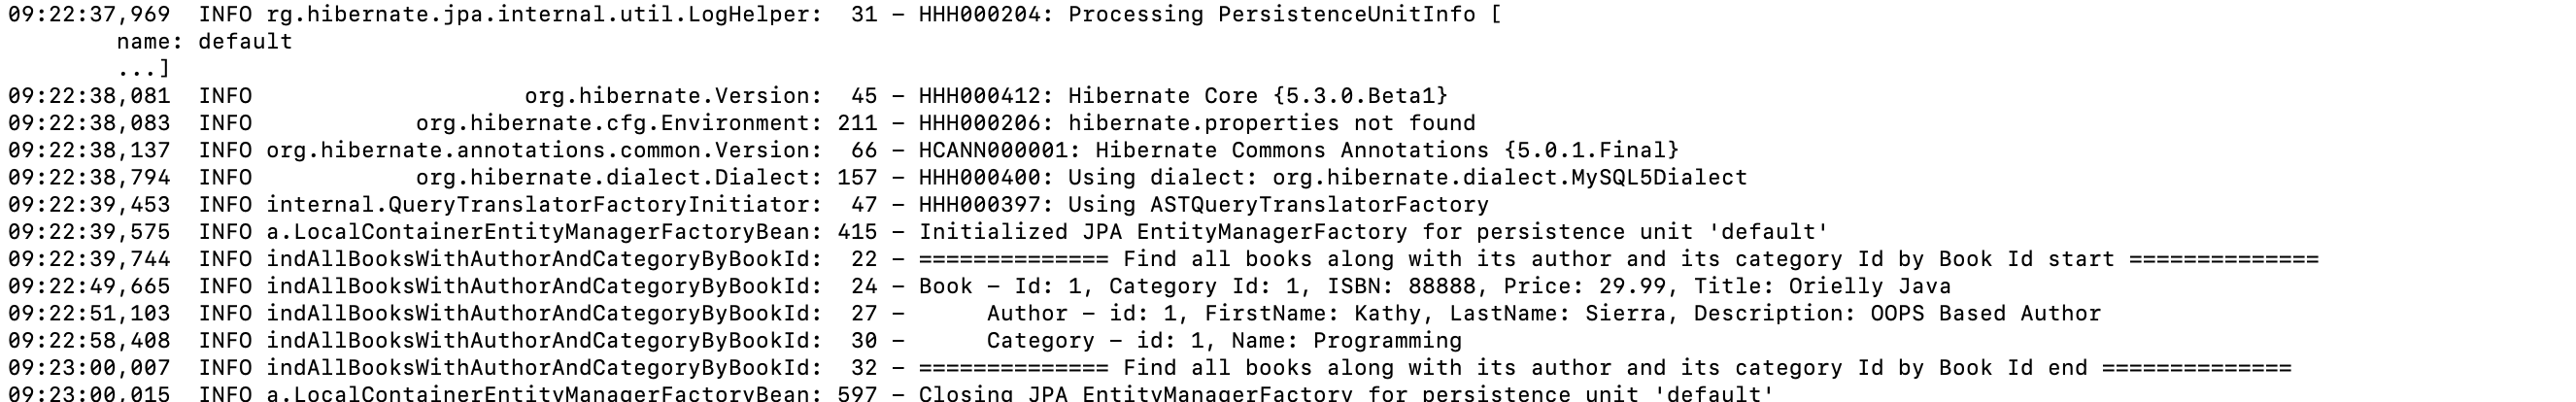 09:22:37,969  INFO rg.hibernate.jpa.internal.util.LogHelper:  31 – HHH000204: Processing PersistenceUnitInfo [
        name: default
        ...]
09:22:38,081  INFO                    org.hibernate.Version:  45 – HHH000412: Hibernate Core {5.3.0.Beta1}
09:22:38,083  INFO            org.hibernate.cfg.Environment: 211 – HHH000206: hibernate.properties not found
09:22:38,137  INFO org.hibernate.annotations.common.Version:  66 – HCANN000001: Hibernate Commons Annotations {5.0.1.Final}
09:22:38,794  INFO            org.hibernate.dialect.Dialect: 157 – HHH000400: Using dialect: org.hibernate.dialect.MySQL5Dialect
09:22:39,453  INFO internal.QueryTranslatorFactoryInitiator:  47 – HHH000397: Using ASTQueryTranslatorFactory
09:22:39,575  INFO a.LocalContainerEntityManagerFactoryBean: 415 – Initialized JPA EntityManagerFactory for persistence unit 'default'
09:22:39,744  INFO indAllBooksWithAuthorAndCategoryByBookId:  22 – ============== Find all books along with its author and its category Id by Book Id start ==============
09:22:49,665  INFO indAllBooksWithAuthorAndCategoryByBookId:  24 – Book – Id: 1, Category Id: 1, ISBN: 88888, Price: 29.99, Title: Orielly Java
09:22:51,103  INFO indAllBooksWithAuthorAndCategoryByBookId:  27 –      Author – id: 1, FirstName: Kathy, LastName: Sierra, Description: OOPS Based Author
09:22:58,408  INFO indAllBooksWithAuthorAndCategoryByBookId:  30 –      Category – id: 1, Name: Programming
09:23:00,007  INFO indAllBooksWithAuthorAndCategoryByBookId:  32 – ============== Find all books along with its author and its category Id by Book Id end ==============
09:23:00,015  INFO a.LocalContainerEntityManagerFactoryBean: 597 – Closing JPA EntityManagerFactory for persistence unit 'default'